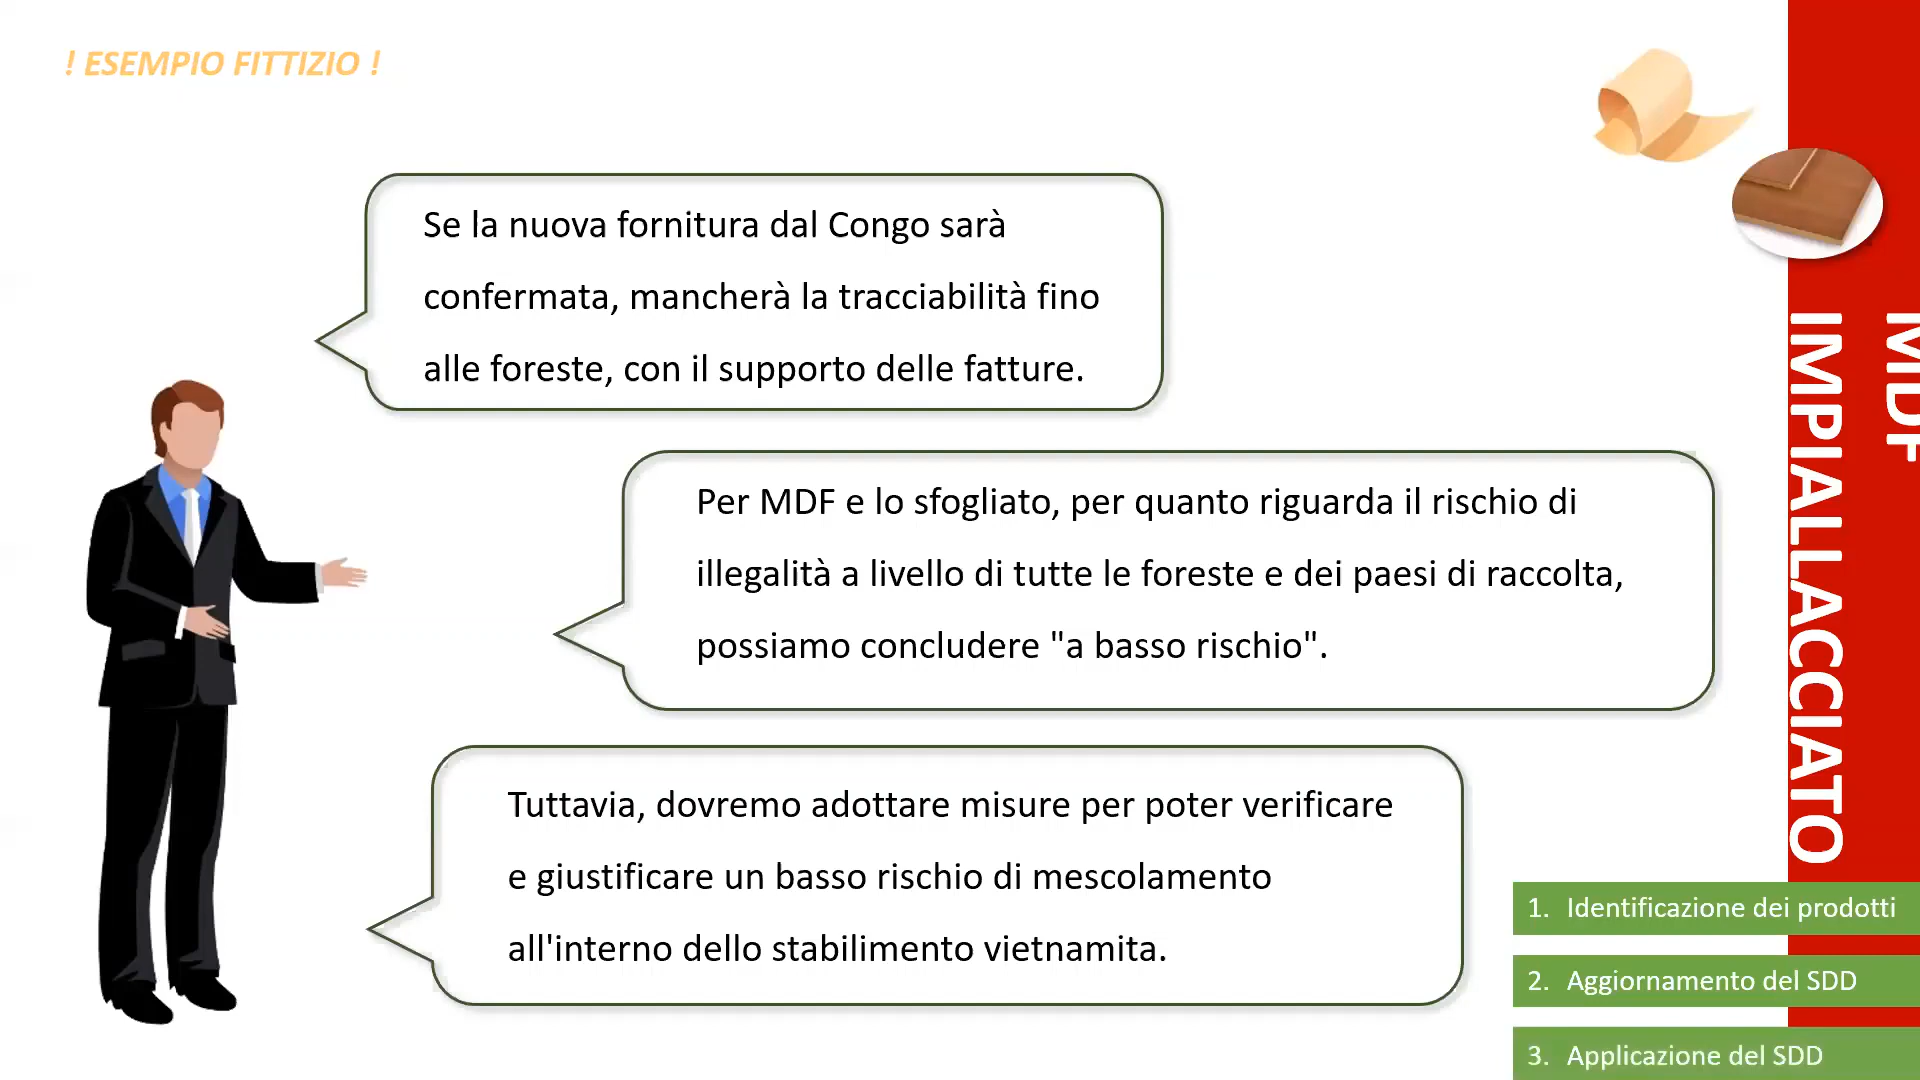 ! ESEMPIO FITTIZIO !
Se la nuova fornitura dal Congo sarà
confermata, mancherà la tracciabilità fino
alle foreste, con il supporto delle fatture.
Per MDF e lo sfogliato, per quanto riguarda il rischio di
illegalità a livello di tutte le foreste e dei paesi di raccolta,
possiamo concludere "a basso rischio".
Tuttavia, dovremo adottare misure per poter verificare
e giustificare un basso rischio di mescolamento
all'interno dello stabilimento vietnamita.
MDF
IMPIALLACCIATO
1. Identificazione dei prodotti
2. Aggiornamento del SDD
3. Applicazione del SDD